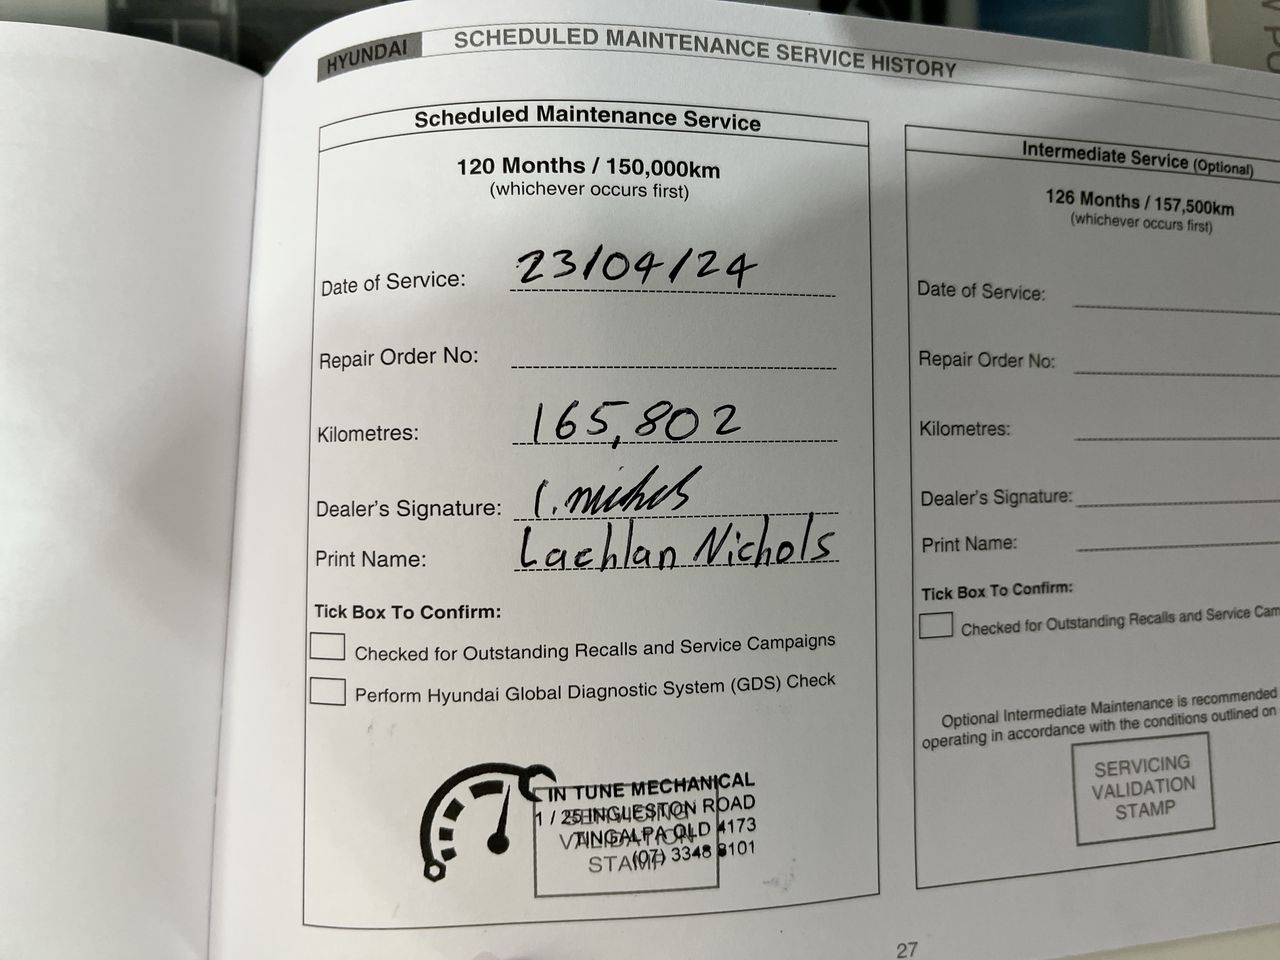 HYUNDAI SCHEDULED MAINTENANCE SERVICE HISTORY
Scheduled Maintenance Service
120 Months / 150,000km
(whichever occurs first)
Date of Service: 23/04/24
Repair Order No:
Kilometres: 165,802
Dealer's Signature:
Print Name: Lachlan Nichols
Tick Box To Confirm:
Checked for Outstanding Recalls and Service Campaigns
Perform Hyundai Global Diagnostic System (GDS) Check
IN TUNE MECHANICAL
1 / 25 INGLESTON ROAD
TINGALPA QLD 4173
(07) 3348 8101
SERVICING
VALIDATION
STAMP
Intermediate Service (Optional)
126 Months / 157,500km
(whichever occurs first)
Date of Service:
Repair Order No:
Kilometres:
Dealer's Signature:
Print Name:
Tick Box To Confirm:
Checked for Outstanding Recalls and Service Cam
Optional Intermediate Maintenance is recommended
operating in accordance with the conditions outlined on
SERVICING
VALIDATION
STAMP
27